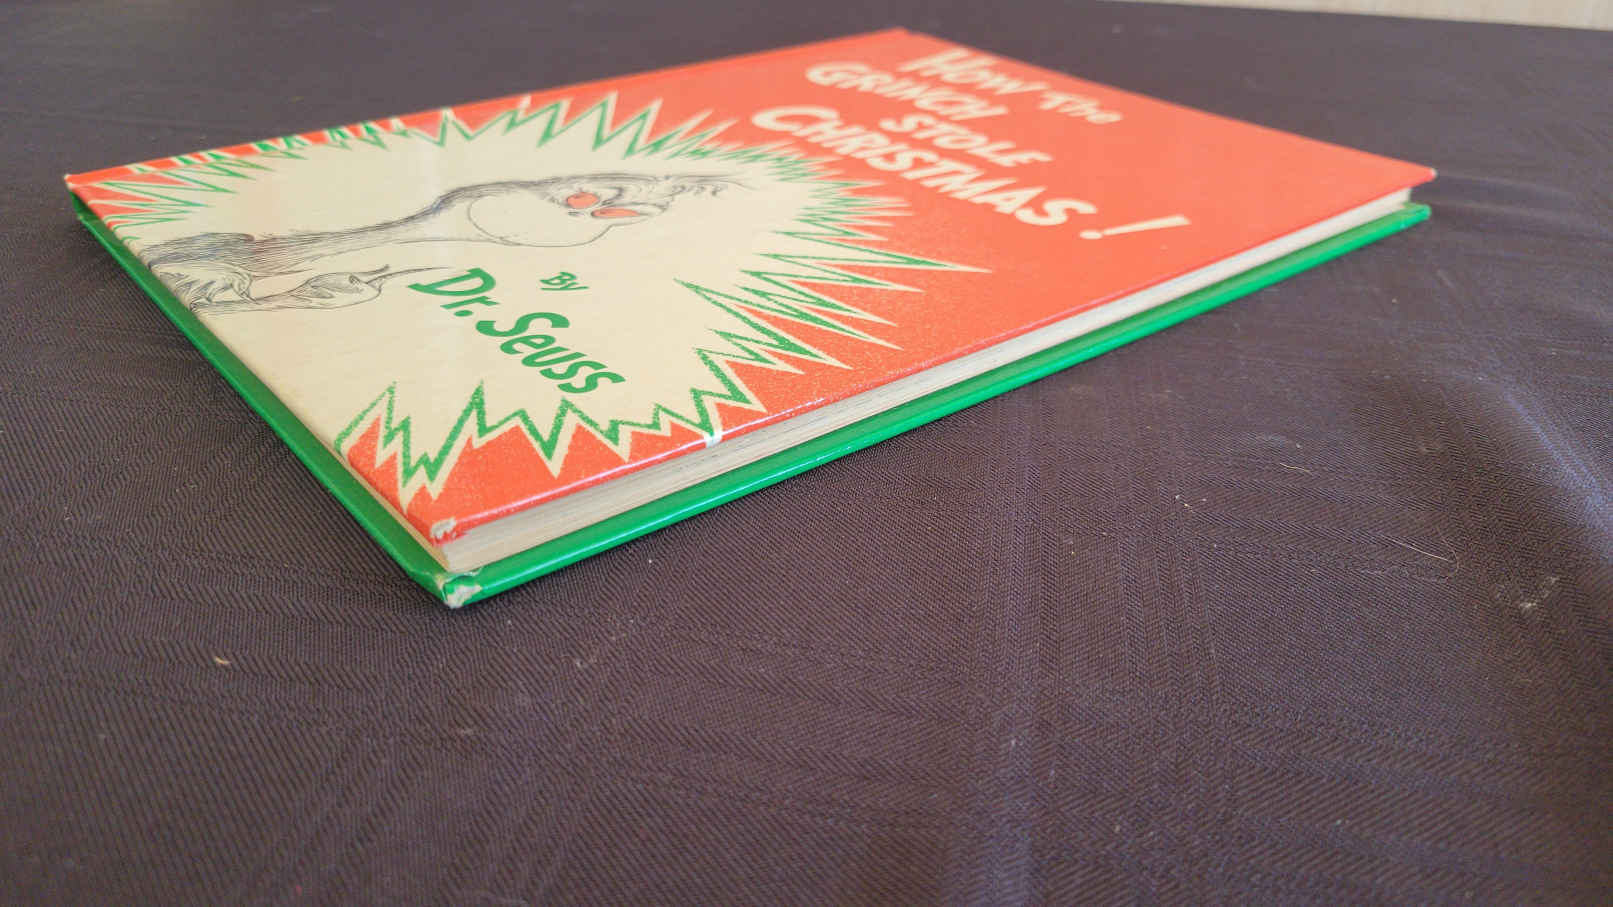 How The
GRINCH
STOLE
CHRISTMAS!
By
Dr. Seuss